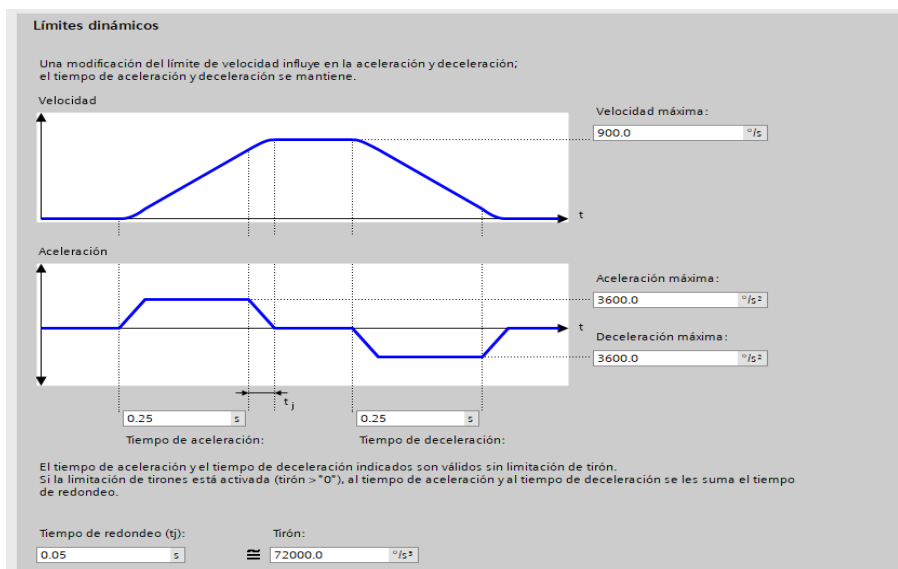 Límites dinámicos
Una modificación del límite de velocidad influye en la aceleración y deceleración;
el tiempo de aceleración y deceleración se mantiene.
Velocidad
Velocidad máxima:
900.0 °/s
t
Aceleración
Aceleración máxima:
3600.0 °/s²
t
Deceleración máxima:
3600.0 °/s²
tj
0.25 s 0.25 s
Tiempo de aceleración: Tiempo de deceleración:
El tiempo de aceleración y el tiempo de deceleración indicados son válidos sin limitación de tirón.
Si la limitación de tirones está activada (tirón > "0"), al tiempo de aceleración y al tiempo de deceleración se les suma el tiempo
de redondeo.
Tiempo de redondeo (tj): Tirón:
0.05 s ≅ 72000.0 °/s³